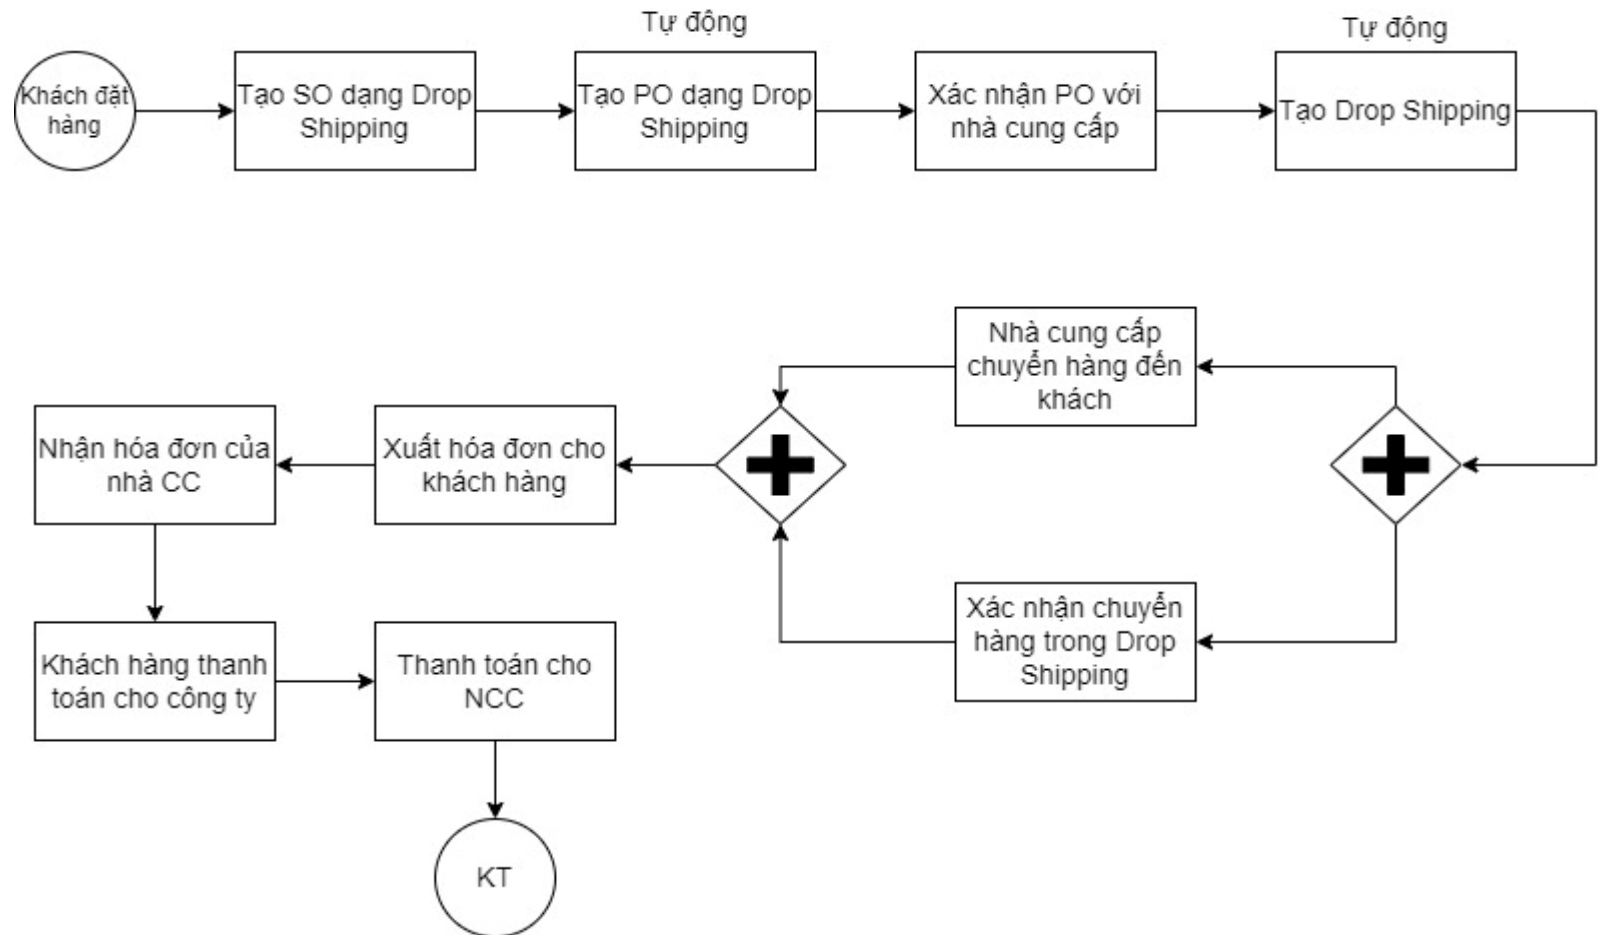 Tự động
Tự động
Khách đặt
hàng
Tạo SO dạng Drop
Shipping
Tạo PO dạng Drop
Shipping
Xác nhận PO với
nhà cung cấp
Tạo Drop Shipping
Nhà cung cấp
chuyển hàng đến
khách
Xác nhận chuyển
hàng trong Drop
Shipping
Xuất hóa đơn cho
khách hàng
Nhận hóa đơn của
nhà CC
Khách hàng thanh
toán cho công ty
Thanh toán cho
NCC
KT